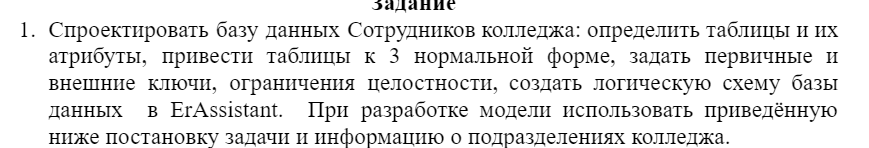 Задание
1. Спроектировать базу данных Сотрудников колледжа: определить таблицы и их
атрибуты, привести таблицы к 3 нормальной форме, задать первичные и
внешние ключи, ограничения целостности, создать логическую схему базы
данных в ErAssistant. При разработке модели использовать приведённую
ниже постановку задачи и информацию о подразделениях колледжа.